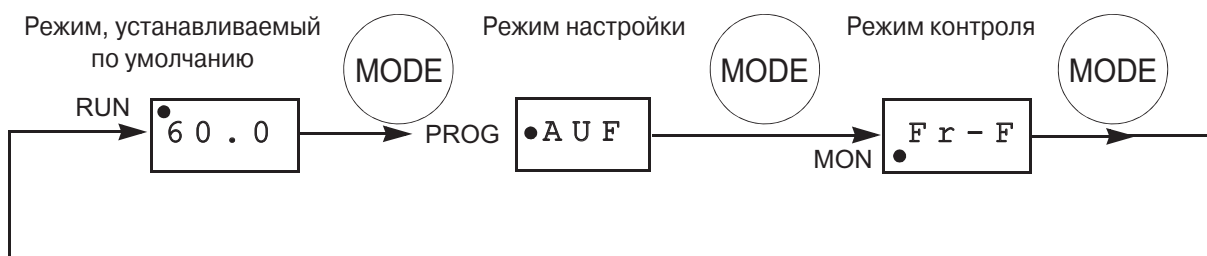 Режим, устанавливаемый
по умолчанию
MODE
Режим настройки
MODE
Режим контроля
MODE
RUN
60.0
PROG
AUF
MON
Fr-F